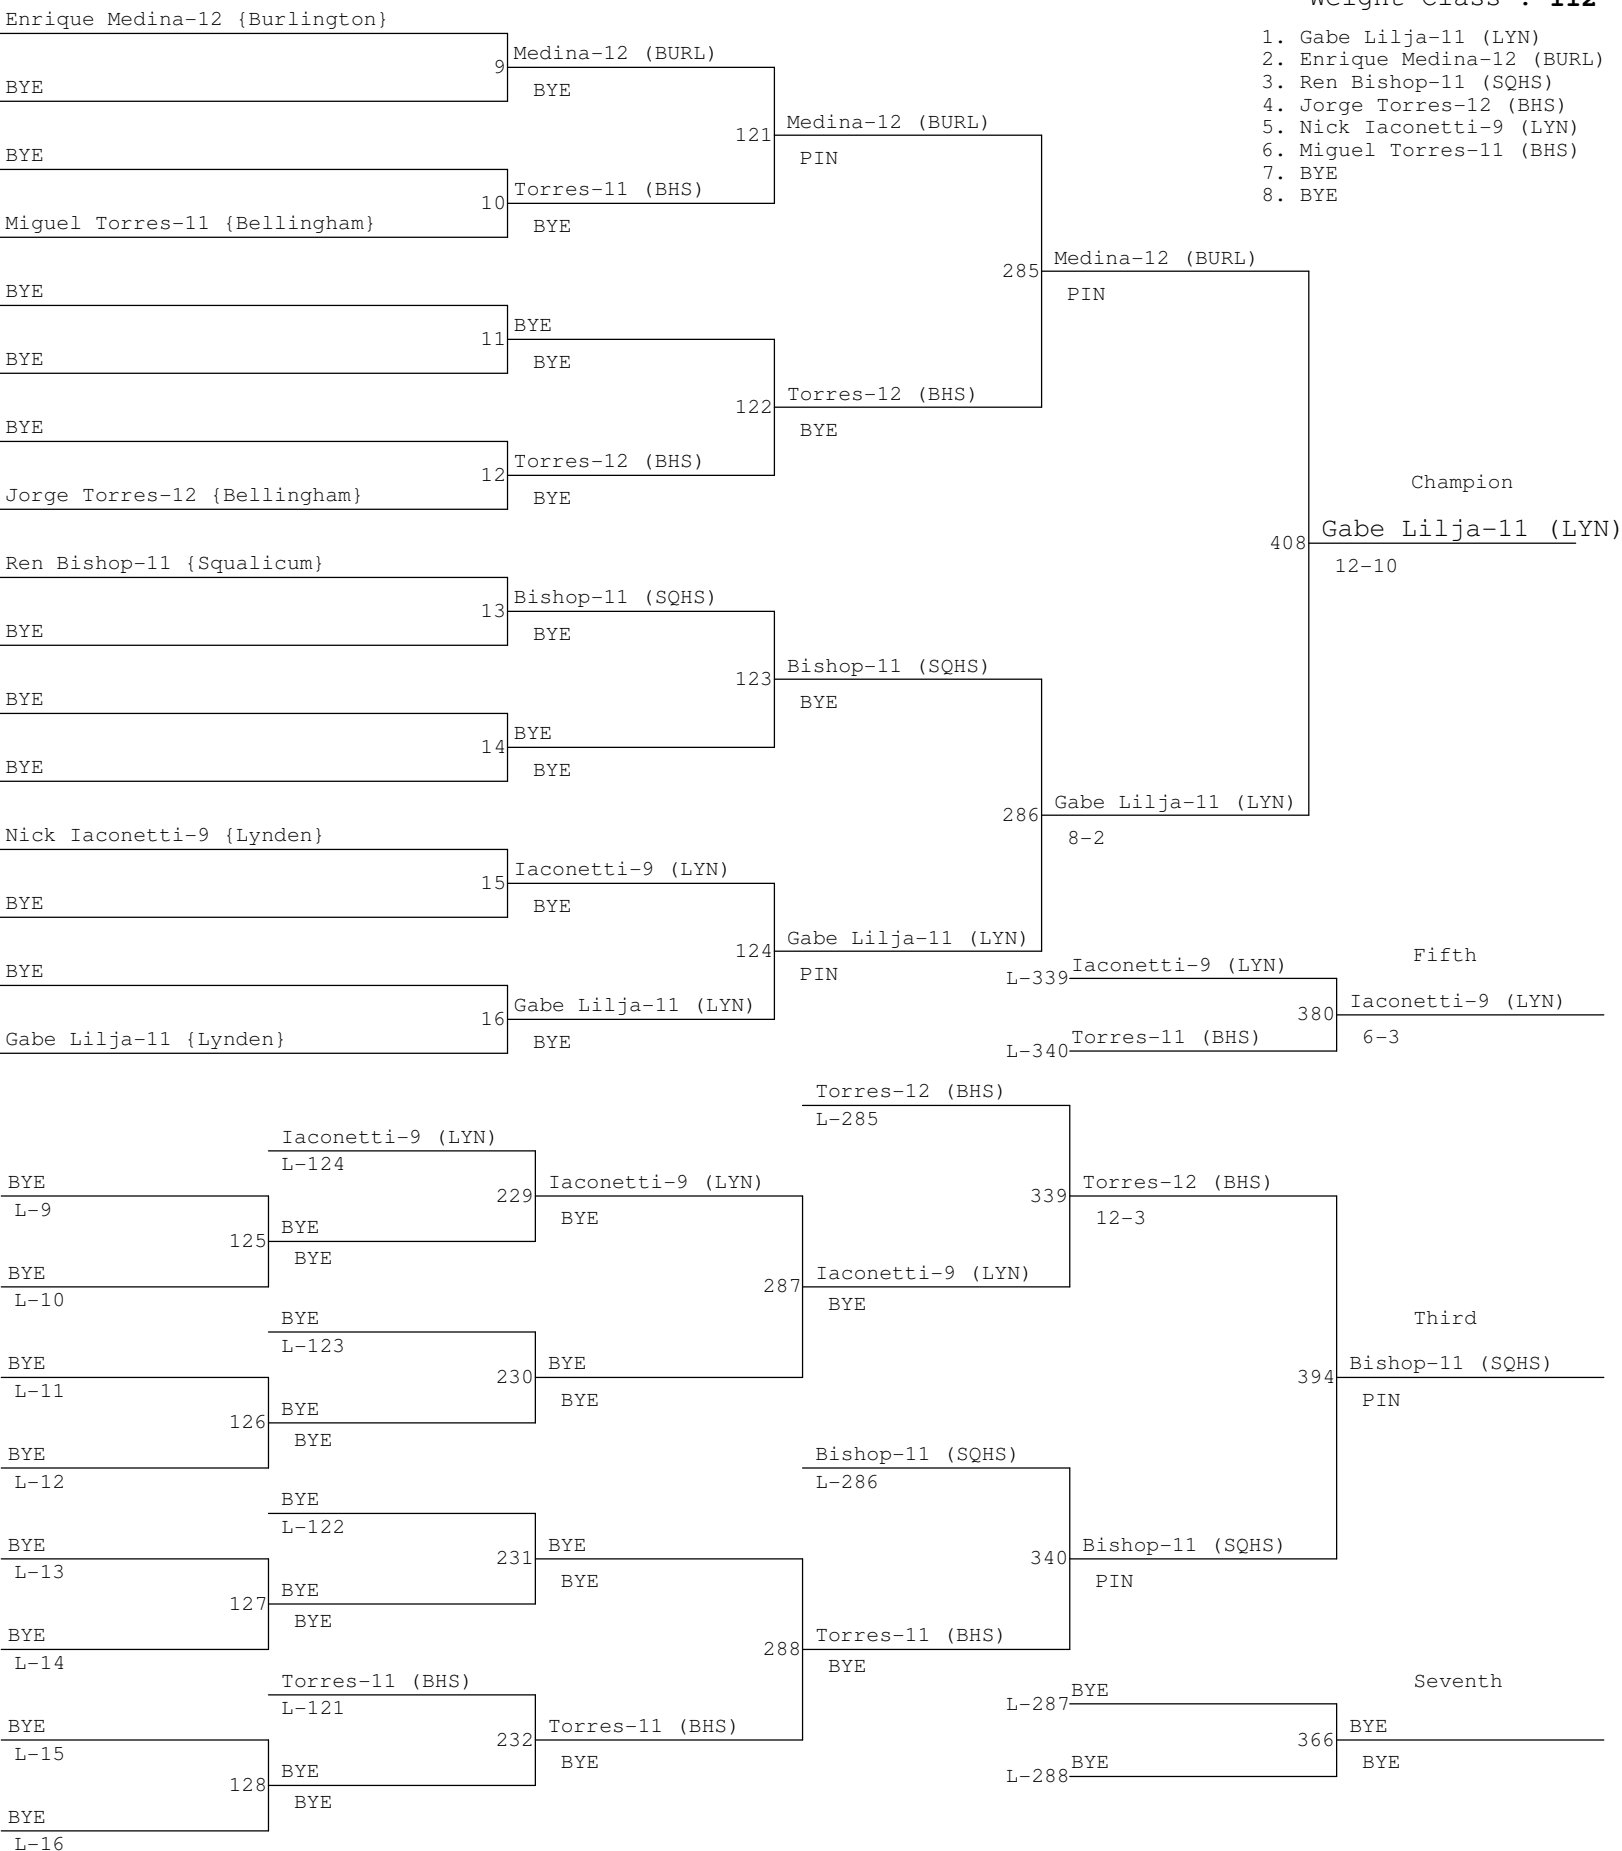 Weight Class : 112
1. Gabe Lilja-11 (LYN)
2. Enrique Medina-12 (BURL)
3. Ren Bishop-11 (SQHS)
4. Jorge Torres-12 (BHS)
5. Nick Iaconetti-9 (LYN)
6. Miguel Torres-11 (BHS)
7. BYE
8. BYE
Enrique Medina-12 {Burlington}
9 Medina-12 (BURL)
BYE
BYE
121 Medina-12 (BURL)
PIN
BYE
10 Torres-11 (BHS)
BYE
Miguel Torres-11 {Bellingham}
285 Medina-12 (BURL)
PIN
BYE
11 BYE
BYE
BYE
122 Torres-12 (BHS)
BYE
BYE
12 Torres-12 (BHS)
BYE
Jorge Torres-12 {Bellingham}
Champion
408 Gabe Lilja-11 (LYN)
12-10
Ren Bishop-11 {Squalicum}
13 Bishop-11 (SQHS)
BYE
BYE
123 Bishop-11 (SQHS)
BYE
BYE
14 BYE
BYE
BYE
286 Gabe Lilja-11 (LYN)
8-2
Nick Iaconetti-9 {Lynden}
15 Iaconetti-9 (LYN)
BYE
BYE
124 Gabe Lilja-11 (LYN)
PIN
BYE
16 Gabe Lilja-11 (LYN)
BYE
Gabe Lilja-11 {Lynden}
Fifth
L-339 Iaconetti-9 (LYN)
380 Iaconetti-9 (LYN)
6-3
L-340 Torres-11 (BHS)
Torres-12 (BHS)
L-285
Iaconetti-9 (LYN)
L-124
BYE
L-9
229 Iaconetti-9 (LYN)
BYE
339 Torres-12 (BHS)
12-3
125 BYE
BYE
BYE
L-10
287 Iaconetti-9 (LYN)
BYE
BYE
L-123
Third
BYE
L-11
230 BYE
BYE
394 Bishop-11 (SQHS)
PIN
126 BYE
BYE
BYE
L-12
Bishop-11 (SQHS)
L-286
BYE
L-122
BYE
L-13
231 BYE
BYE
340 Bishop-11 (SQHS)
PIN
127 BYE
BYE
BYE
L-14
288 Torres-11 (BHS)
BYE
Torres-11 (BHS)
L-121
Seventh
L-287 BYE
BYE
L-15
232 Torres-11 (BHS)
BYE
366 BYE
BYE
L-288 BYE
128 BYE
BYE
BYE
L-16